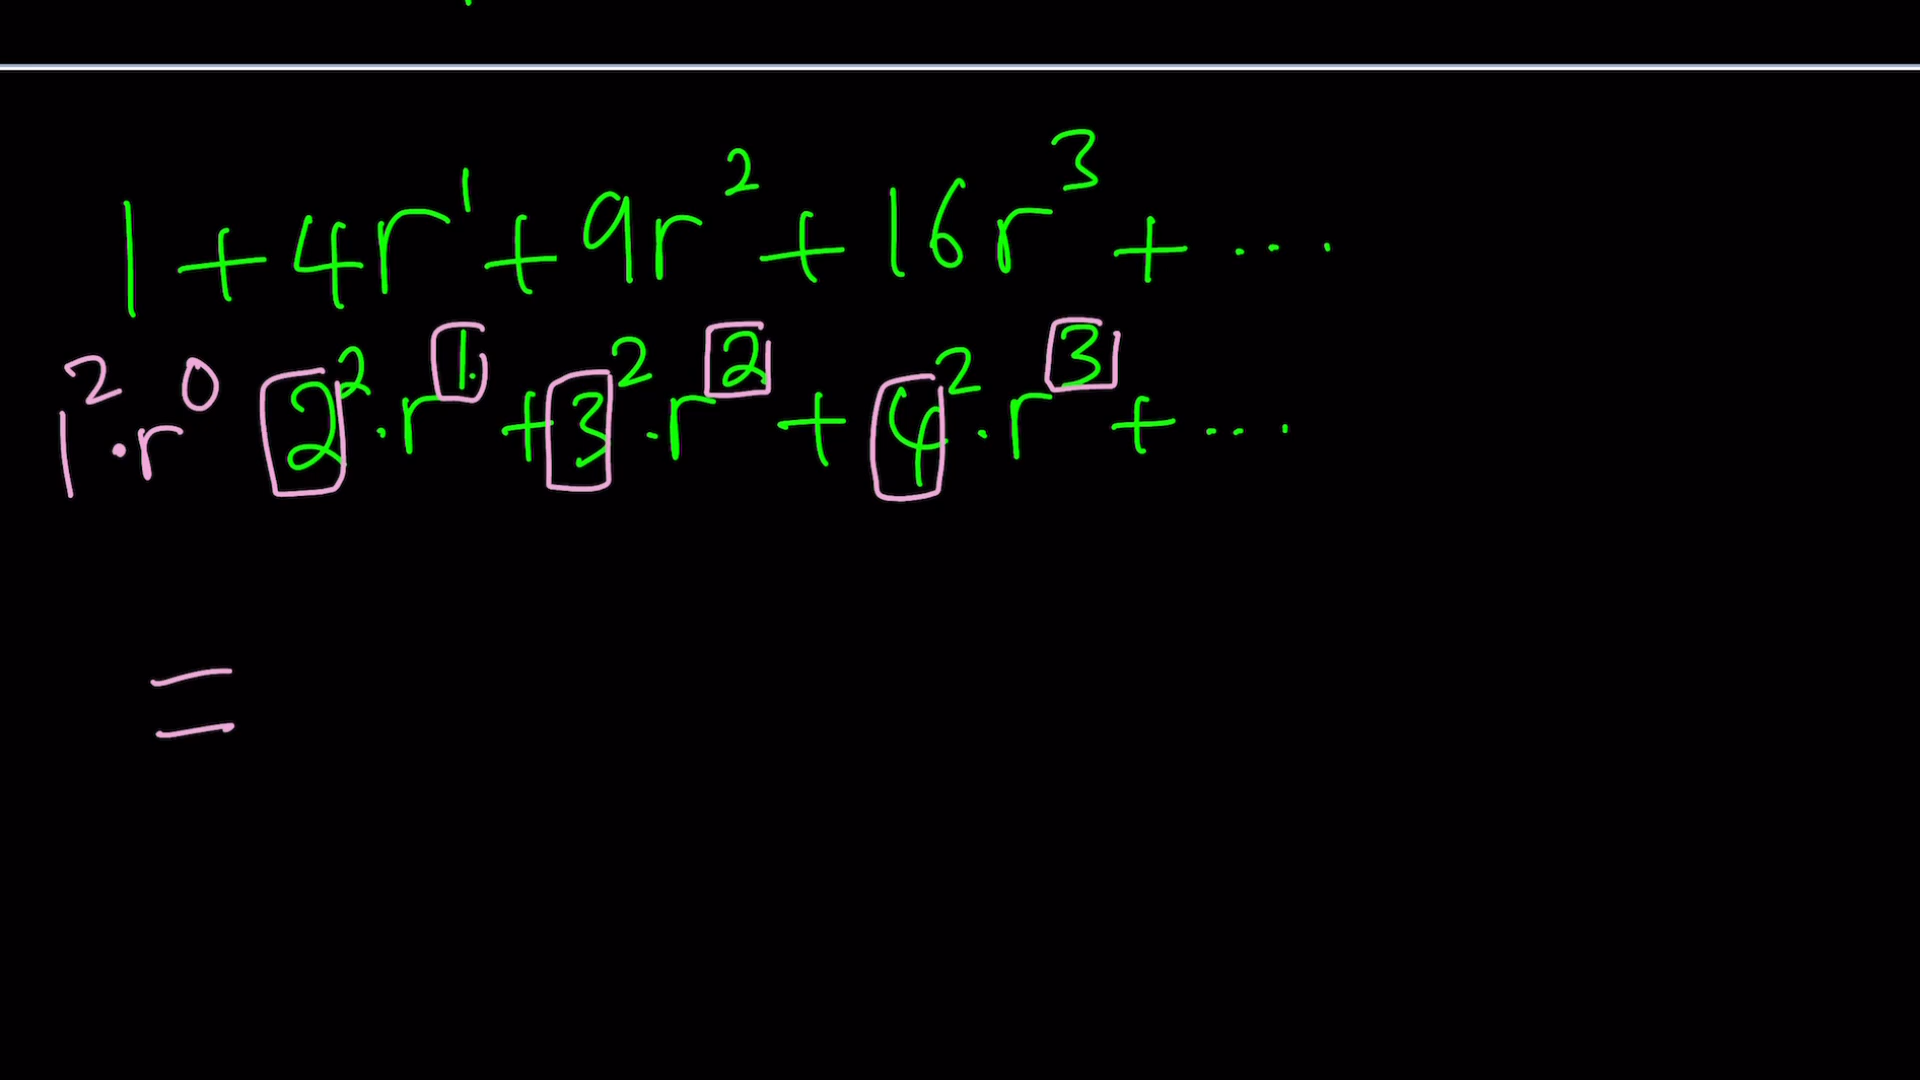 1 + 4r¹ + 9r² + 16r³ + ...
1²·r⁰ 2²·r¹ + 3²·r² + 4²·r³ + ...
=